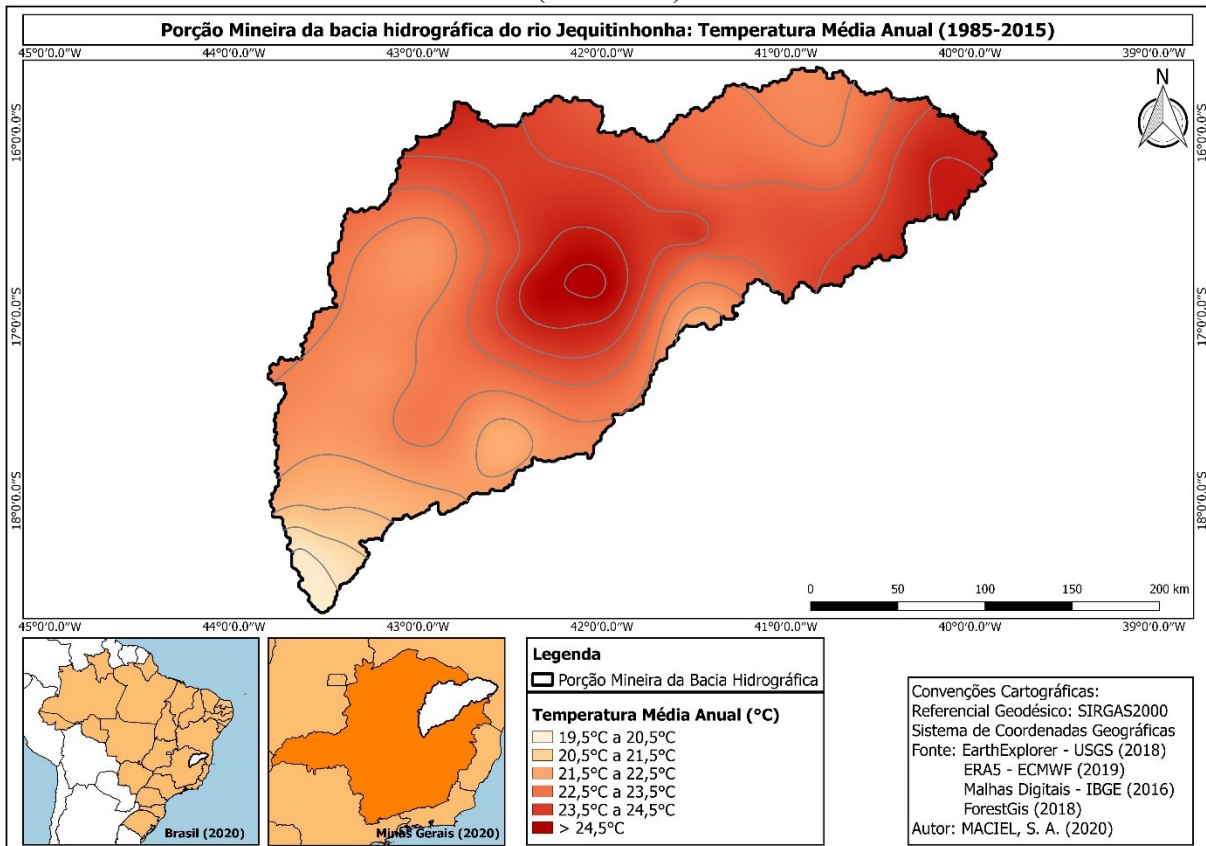 Porção Mineira da bacia hidrográfica do rio Jequitinhonha: Temperatura Média Anual (1985-2015)
45°0'0.0"W 44°0'0.0"W 43°0'0.0"W 42°0'0.0"W 41°0'0.0"W 40°0'0.0"W 39°0'0.0"W
N
16°0'0.0"S 16°0'0.0"S
17°0'0.0"S 17°0'0.0"S
18°0'0.0"S 18°0'0.0"S
0 50 100 150 200 km
45°0'0.0"W 44°0'0.0"W 43°0'0.0"W 42°0'0.0"W 41°0'0.0"W 40°0'0.0"W 39°0'0.0"W
Brasil (2020)
Minas Gerais (2020)
Legenda
Porção Mineira da Bacia Hidrográfica
Temperatura Média Anual (°C)
19,5°C a 20,5°C
20,5°C a 21,5°C
21,5°C a 22,5°C
22,5°C a 23,5°C
23,5°C a 24,5°C
> 24,5°C
Convenções Cartográficas:
Referencial Geodésico: SIRGAS2000
Sistema de Coordenadas Geográficas
Fonte: EarthExplorer - USGS (2018)
ERA5 - ECMWF (2019)
Malhas Digitais - IBGE (2016)
ForestGis (2018)
Autor: MACIEL, S. A. (2020)